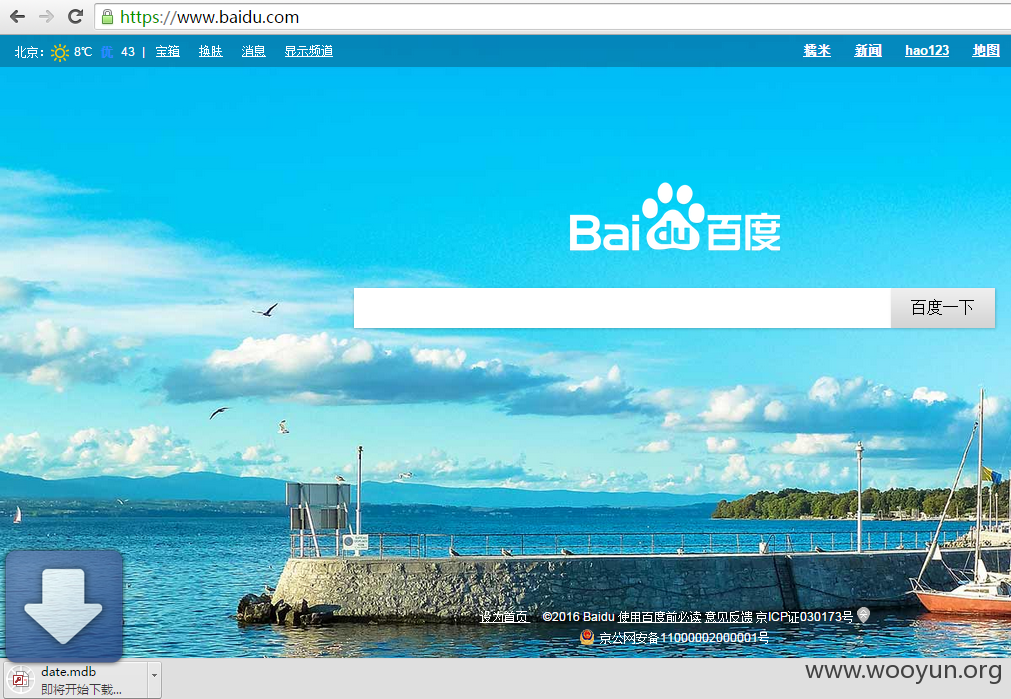 https://www.baidu.com
北京: 8℃ 优 43 | 宝箱 换肤 消息 显示频道 糯米 新闻 hao123 地图
Bai du 百度
百度一下
设为首页 ©2016 Baidu 使用百度前必读 意见反馈 京ICP证030173号
京公网安备11000002000001号
date.mdb
即将开始下载...
www.wooyun.org